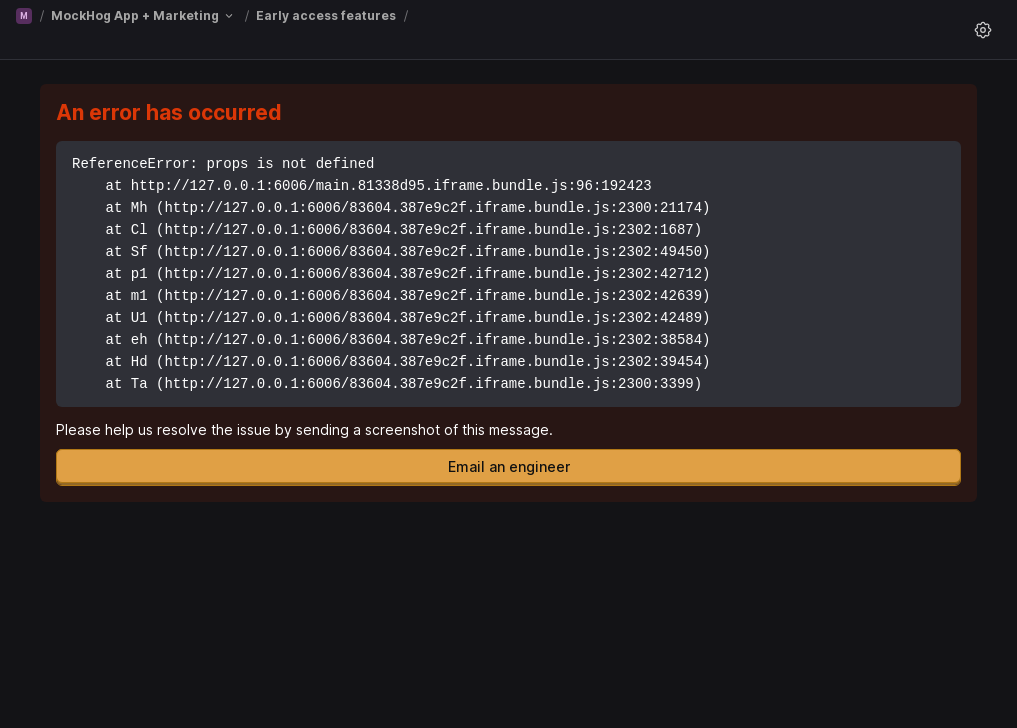 M / MockHog App + Marketing / Early access features /
An error has occurred
ReferenceError: props is not defined
    at http://127.0.0.1:6006/main.81338d95.iframe.bundle.js:96:192423
    at Mh (http://127.0.0.1:6006/83604.387e9c2f.iframe.bundle.js:2300:21174)
    at Cl (http://127.0.0.1:6006/83604.387e9c2f.iframe.bundle.js:2302:1687)
    at Sf (http://127.0.0.1:6006/83604.387e9c2f.iframe.bundle.js:2302:49450)
    at p1 (http://127.0.0.1:6006/83604.387e9c2f.iframe.bundle.js:2302:42712)
    at m1 (http://127.0.0.1:6006/83604.387e9c2f.iframe.bundle.js:2302:42639)
    at U1 (http://127.0.0.1:6006/83604.387e9c2f.iframe.bundle.js:2302:42489)
    at eh (http://127.0.0.1:6006/83604.387e9c2f.iframe.bundle.js:2302:38584)
    at Hd (http://127.0.0.1:6006/83604.387e9c2f.iframe.bundle.js:2302:39454)
    at Ta (http://127.0.0.1:6006/83604.387e9c2f.iframe.bundle.js:2300:3399)
Please help us resolve the issue by sending a screenshot of this message.
Email an engineer